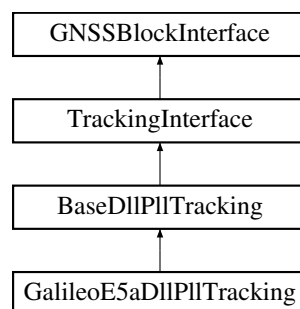 GNSSBlockInterface
TrackingInterface
BaseDllPllTracking
GalileoE5aDllPllTracking